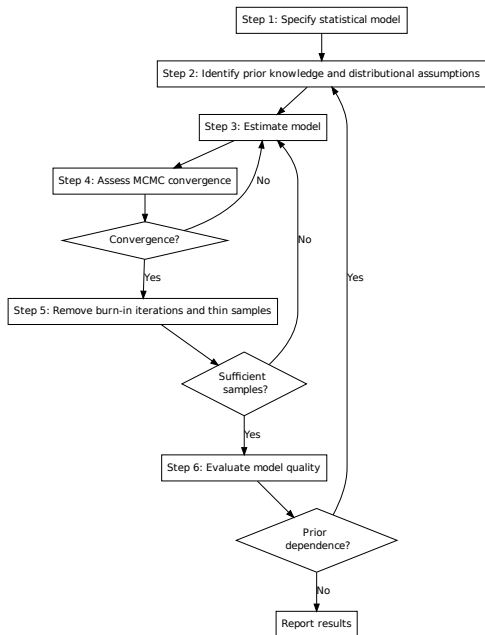 Step 1: Specify statistical model
Step 2: Identify prior knowledge and distributional assumptions
Step 3: Estimate model
Step 4: Assess MCMC convergence
No
Convergence?
No
Yes
Yes
Step 5: Remove burn-in iterations and thin samples
Sufficient
samples?
Yes
Step 6: Evaluate model quality
Prior
dependence?
No
Report results